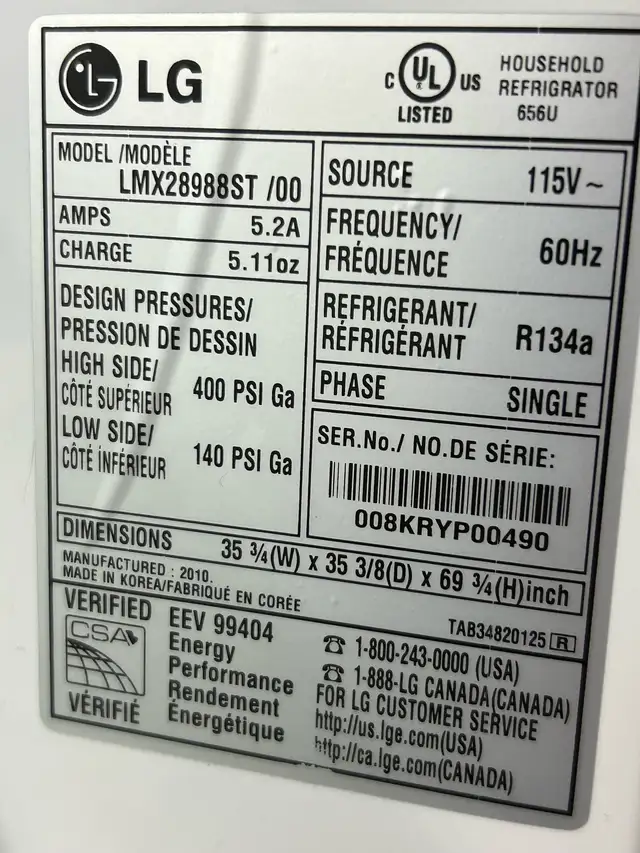 LG
C UL US
LISTED
HOUSEHOLD
REFRIGRATOR
656U
MODEL /MODÈLE
LMX28988ST /00
AMPS 5.2A
CHARGE 5.11oz
DESIGN PRESSURES/
PRESSION DE DESSIN
HIGH SIDE/
CÔTÉ SUPÉRIEUR 400 PSI Ga
LOW SIDE/
CÔTÉ INFÉRIEUR 140 PSI Ga
SOURCE 115V~
FREQUENCY/
FRÉQUENCE 60Hz
REFRIGERANT/
RÉFRIGÉRANT R134a
PHASE SINGLE
SER.No./ NO.DE SÉRIE:
008KRYP00490
DIMENSIONS 35 ¾(W) x 35 3/8(D) x 69 ¾(H)inch
MANUFACTURED : 2010.
MADE IN KOREA/FABRIQUÉ EN CORÉE
TAB34820125 R
VERIFIED
CSA
VÉRIFIÉ
EEV 99404
Energy
Performance
Rendement
Énergétique
☎ 1-800-243-0000 (USA)
☎ 1-888-LG CANADA(CANADA)
FOR LG CUSTOMER SERVICE
http://us.lge.com(USA)
http://ca.lge.com(CANADA)